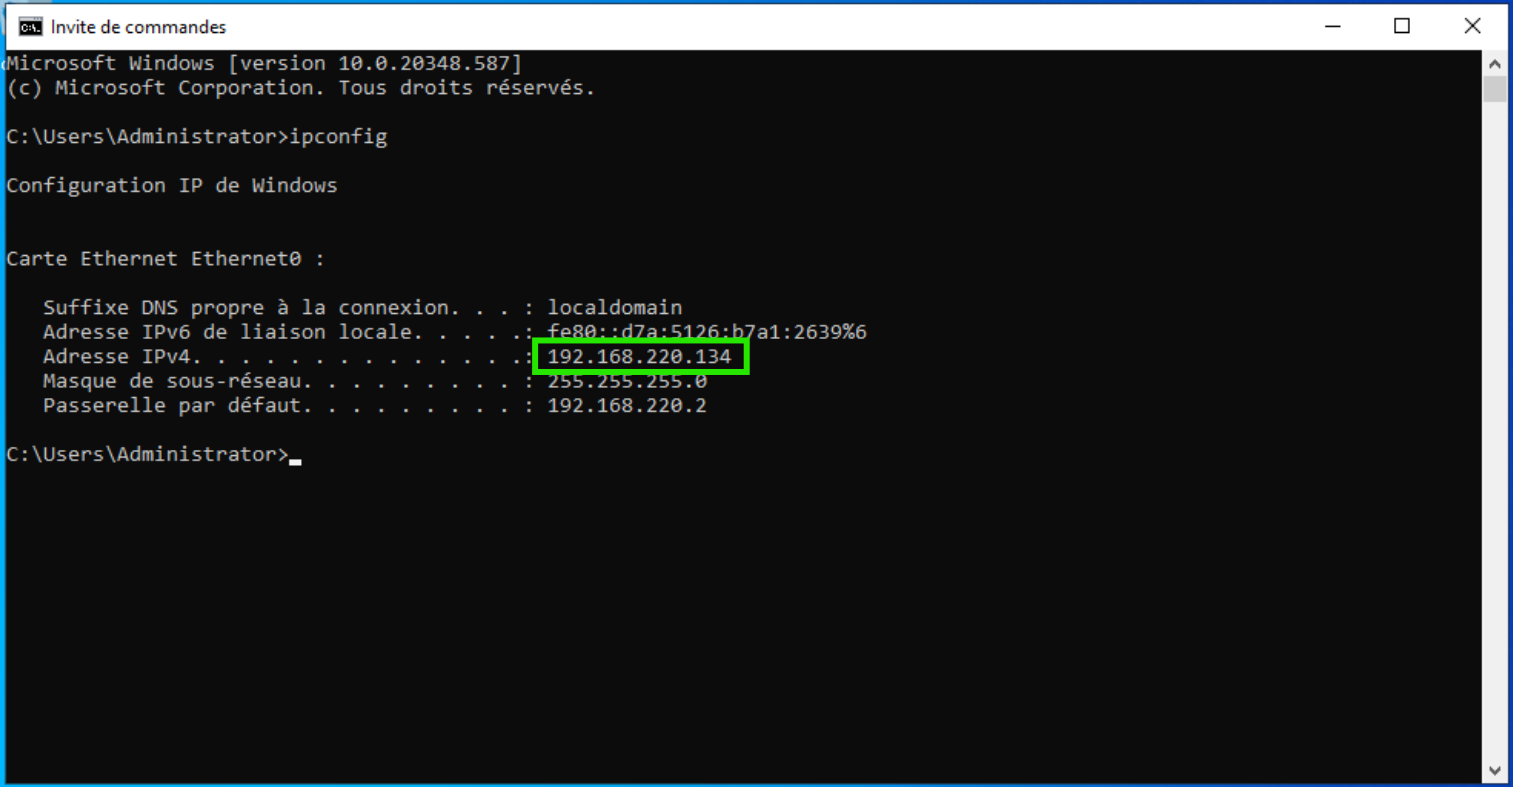 Invite de commandes
Microsoft Windows [version 10.0.20348.587]
(c) Microsoft Corporation. Tous droits réservés.
C:\Users\Administrator>ipconfig
Configuration IP de Windows
Carte Ethernet Ethernet0 :
Suffixe DNS propre à la connexion. . . : localdomain
Adresse IPv6 de liaison locale. . . . .: fe80::d7a:5126:b7a1:2639%6
Adresse IPv4. . . . . . . . . . . . . .: 192.168.220.134
Masque de sous-réseau. . . . . . . . . : 255.255.255.0
Passerelle par défaut. . . . . . . . . : 192.168.220.2
C:\Users\Administrator>